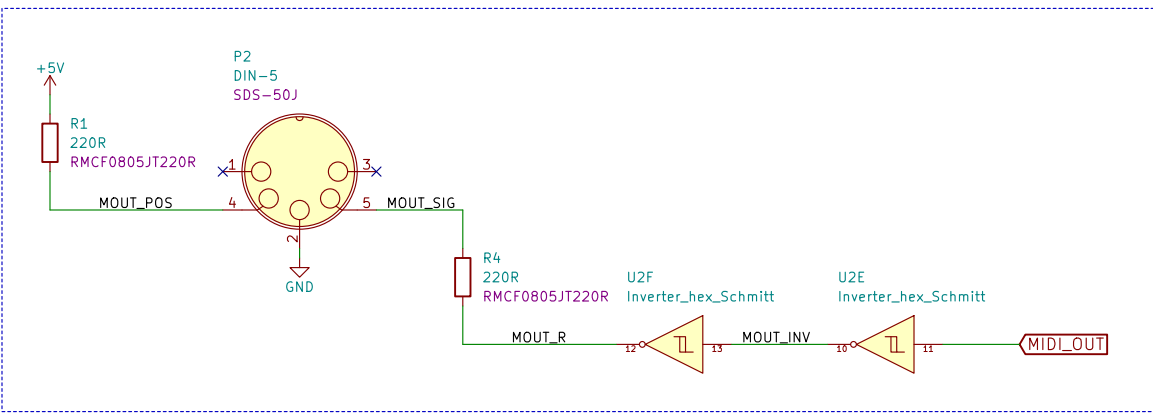 P2
DIN-5
SDS-50J
+5V
R1
220R
RMCF0805JT220R
1
3
MOUT_POS
4
5
MOUT_SIG
2
GND
R4
220R
RMCF0805JT220R
U2F
Inverter_hex_Schmitt
U2E
Inverter_hex_Schmitt
MOUT_R
12
13
MOUT_INV
10
11
MIDI_OUT